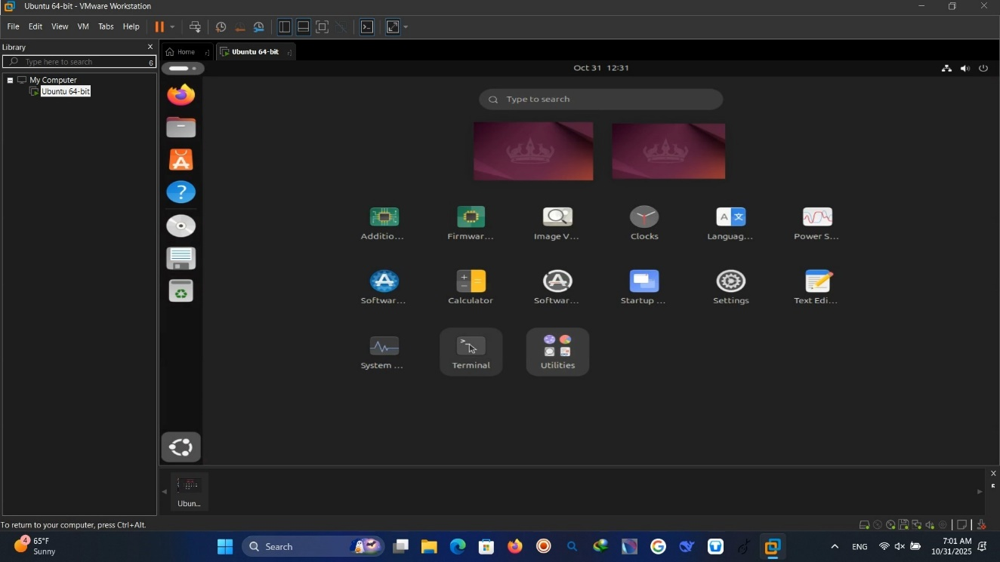 Ubuntu 64-bit - VMware Workstation
File Edit View VM Tabs Help
Library
Type here to search
My Computer
Ubuntu 64-bit
Home
Ubuntu 64-bit
Oct 31 12:31
Type to search
Additio...
Firmwar...
Image V...
Clocks
Languag...
Power S...
Softwar...
Calculator
Softwar...
Startup ...
Settings
Text Edi...
System ...
Terminal
Utilities
Ubun...
To return to your computer, press Ctrl+Alt.
4
65°F
Sunny
Search
ENG
7:01 AM
10/31/2025